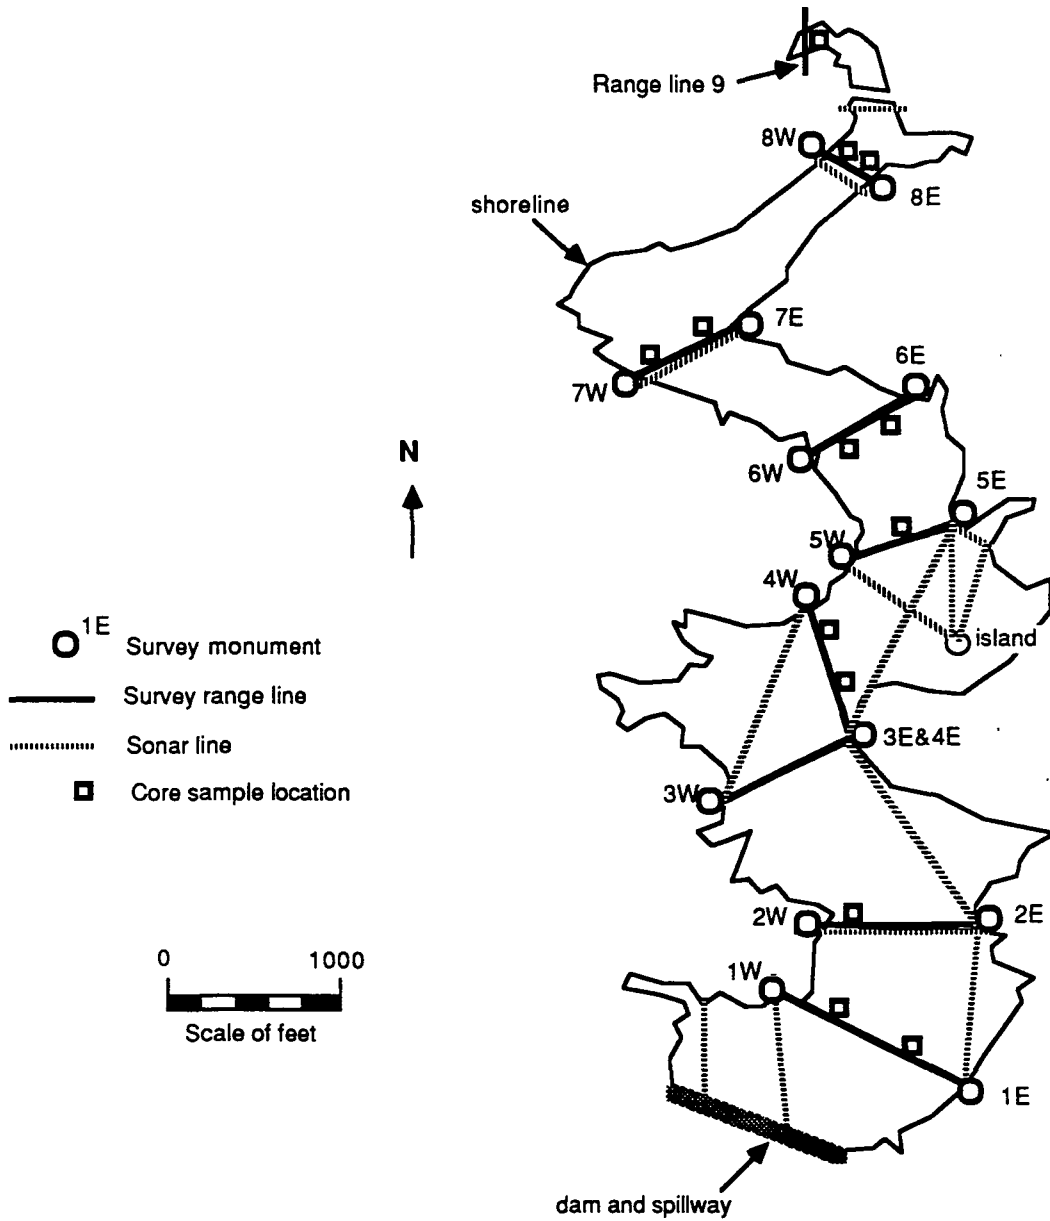 Range line 9
8W
8E
shoreline
7E
6E
7W
N
6W
5E
5W
4W
1E
island
Survey monument
Survey range line
3E&4E
Sonar line
Core sample location
3W
2W
2E
0
1000
1W
Scale of feet
1E
dam and spillway